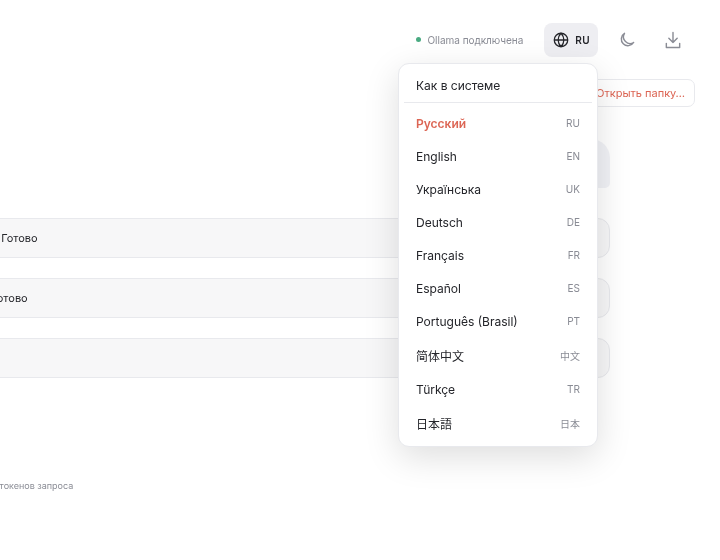 Ollama подключена
RU
Открыть папку...
Как в системе
Русский RU
English EN
Українська UK
Deutsch DE
Français FR
Español ES
Português (Brasil) PT
简体中文 中文
Türkçe TR
日本語 日本
Готово
отово
токенов запроса